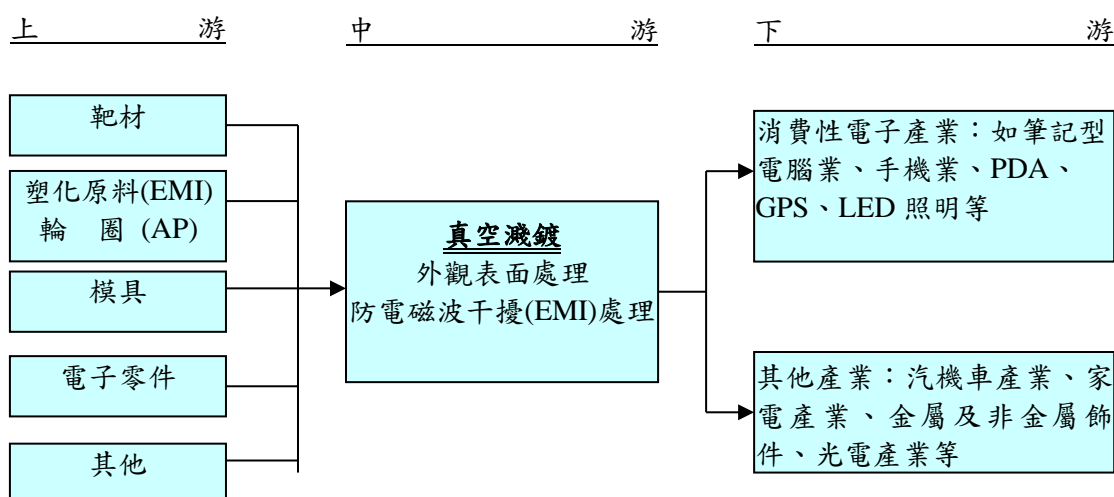 上 游
中 游
下 游
靶材
塑化原料(EMI)
輪 圈 (AP)
模具
電子零件
其他
真空濺鍍
外觀表面處理
防電磁波干擾(EMI)處理
消費性電子產業：如筆記型
電腦業、手機業、PDA、
GPS、LED 照明等
其他產業：汽機車產業、家
電產業、金屬及非金屬飾
件、光電產業等